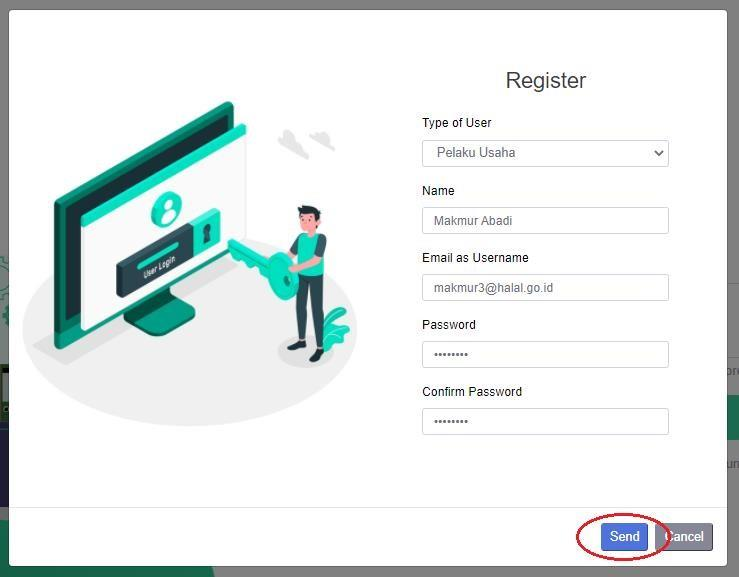 Register
Type of User
Pelaku Usaha
Name
Makmur Abadi
Email as Username
makmur3@halal.go.id
Password
••••••••
Confirm Password
••••••••
User Login
Send
Cancel